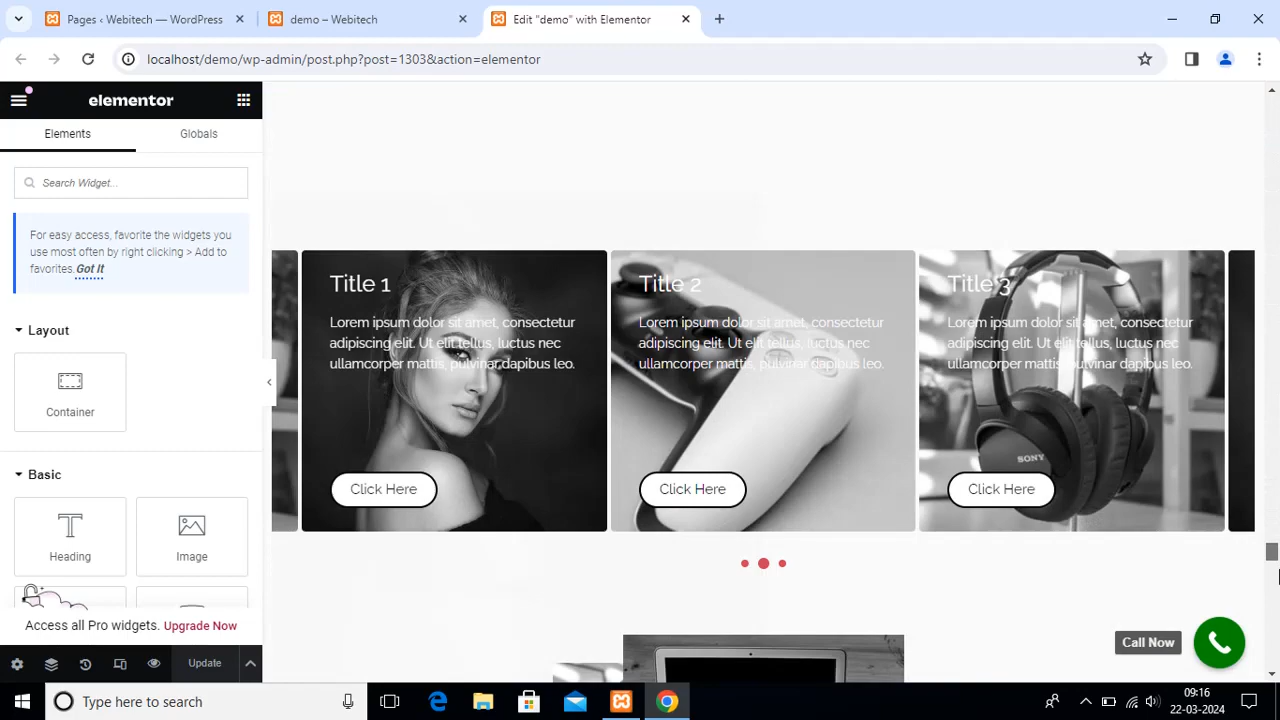 Pages ‹ Webitech — WordPress
demo – Webitech
Edit "demo" with Elementor
localhost/demo/wp-admin/post.php?post=1303&action=elementor
elementor
Elements
Globals
Search Widget...
For easy access, favorite the widgets you
use most often by right clicking > Add to
favorites. Got It
Layout
Container
Basic
Heading
Image
Access all Pro widgets. Upgrade Now
Update
Title 1
Lorem ipsum dolor sit amet, consectetur
adipiscing elit. Ut elit tellus, luctus nec
ullamcorper mattis, pulvinar dapibus leo.
Click Here
Title 2
Lorem ipsum dolor sit amet, consectetur
adipiscing elit. Ut elit tellus, luctus nec
ullamcorper mattis, pulvinar dapibus leo.
Click Here
Title 3
Lorem ipsum dolor sit amet, consectetur
adipiscing elit. Ut elit tellus, luctus nec
ullamcorper mattis, pulvinar dapibus leo.
SONY
Click Here
Call Now
Type here to search
09:16
22-03-2024